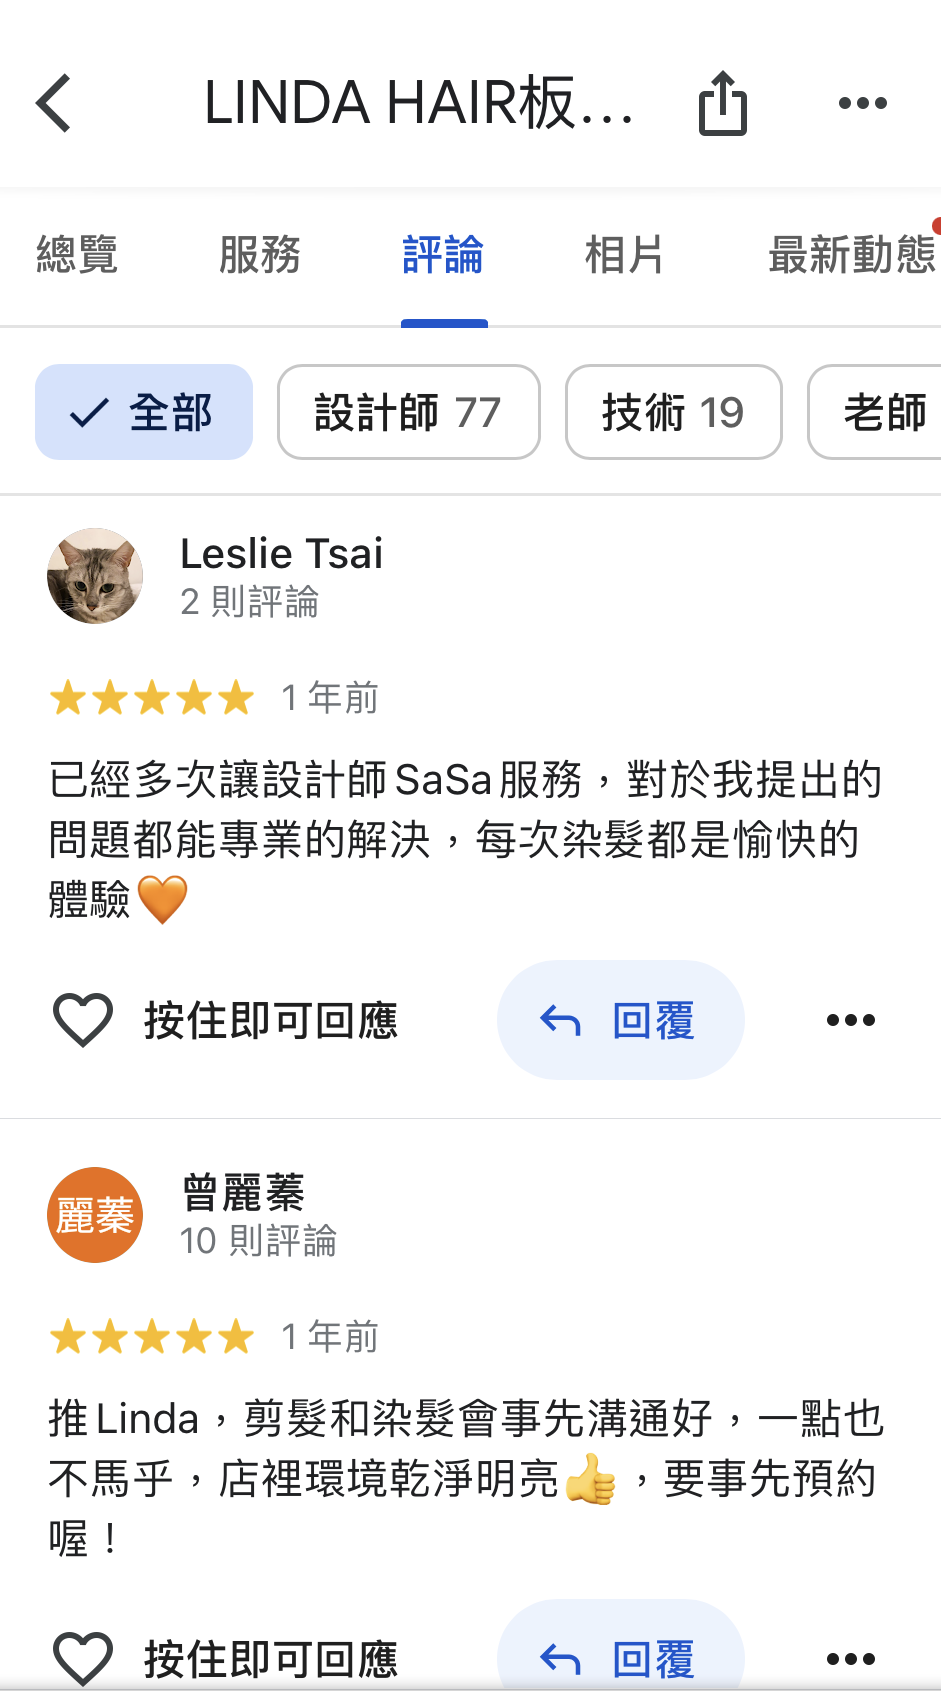 LINDA HAIR板...
總覽 服務 評論 相片 最新動態
全部 設計師 77 技術 19 老師
Leslie Tsai
2 則評論
1 年前
已經多次讓設計師SaSa服務，對於我提出的
問題都能專業的解決，每次染髮都是愉快的
體驗🧡
按住即可回應 回覆
麗蓁 曾麗蓁
10 則評論
1 年前
推Linda，剪髮和染髮會事先溝通好，一點也
不馬乎，店裡環境乾淨明亮👍，要事先預約
喔！
按住即可回應 回覆